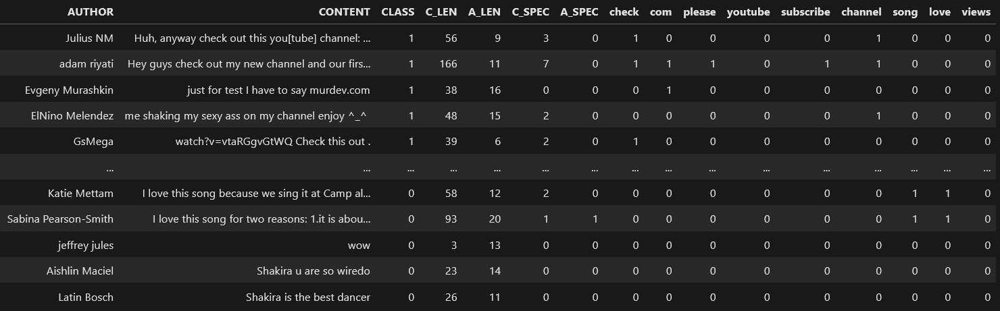 AUTHOR CONTENT CLASS C_LEN A_LEN C_SPEC A_SPEC check com please youtube subscribe channel song love views
Julius NM Huh, anyway check out this you[tube] channel: ... 1 56 9 3 0 1 0 0 0 0 1 0 0 0
adam riyati Hey guys check out my new channel and our firs... 1 166 11 7 0 1 1 1 0 1 1 0 0 0
Evgeny Murashkin just for test I have to say murdev.com 1 38 16 0 0 0 1 0 0 0 0 0 0 0
ElNino Melendez me shaking my sexy ass on my channel enjoy ^_^ 1 48 15 2 0 0 0 0 0 0 1 0 0 0
GsMega watch?v=vtaRGgvGtWQ Check this out . 1 39 6 2 0 1 0 0 0 0 0 0 0 0
... ... ... ... ... ... ... ... ... ... ... ... ... ... ... ...
Katie Mettam I love this song because we sing it at Camp al... 0 58 12 2 0 0 0 0 0 0 0 1 1 0
Sabina Pearson-Smith I love this song for two reasons: 1.it is abou... 0 93 20 1 1 0 0 0 0 0 0 1 1 0
jeffrey jules wow 0 3 13 0 0 0 0 0 0 0 0 0 0 0
Aishlin Maciel Shakira u are so wiredo 0 23 14 0 0 0 0 0 0 0 0 0 0 0
Latin Bosch Shakira is the best dancer 0 26 11 0 0 0 0 0 0 0 0 0 0 0